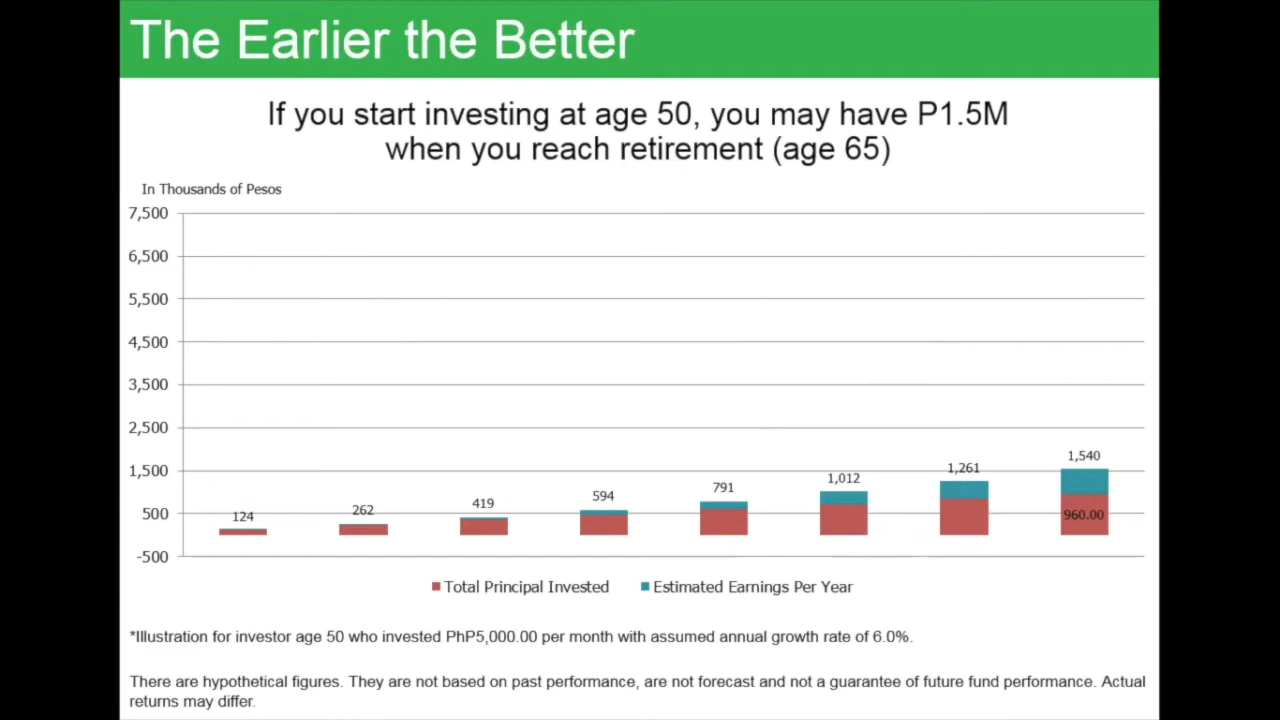 The Earlier the Better
If you start investing at age 50, you may have P1.5M
when you reach retirement (age 65)
In Thousands of Pesos
7,500
6,500
5,500
4,500
3,500
2,500
1,500
500
-500
124
262
419
594
791
1,012
1,261
1,540
960.00
Total Principal Invested
Estimated Earnings Per Year
*Illustration for investor age 50 who invested PhP5,000.00 per month with assumed annual growth rate of 6.0%.
There are hypothetical figures. They are not based on past performance, are not forecast and not a guarantee of future fund performance. Actual
returns may differ.